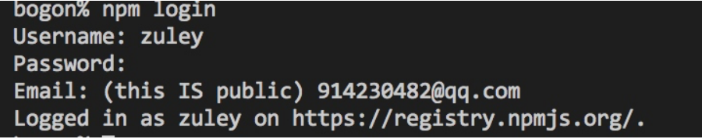 bogon% npm login
Username: zuley
Password:
Email: (this IS public) 914230482@qq.com
Logged in as zuley on https://registry.npmjs.org/.